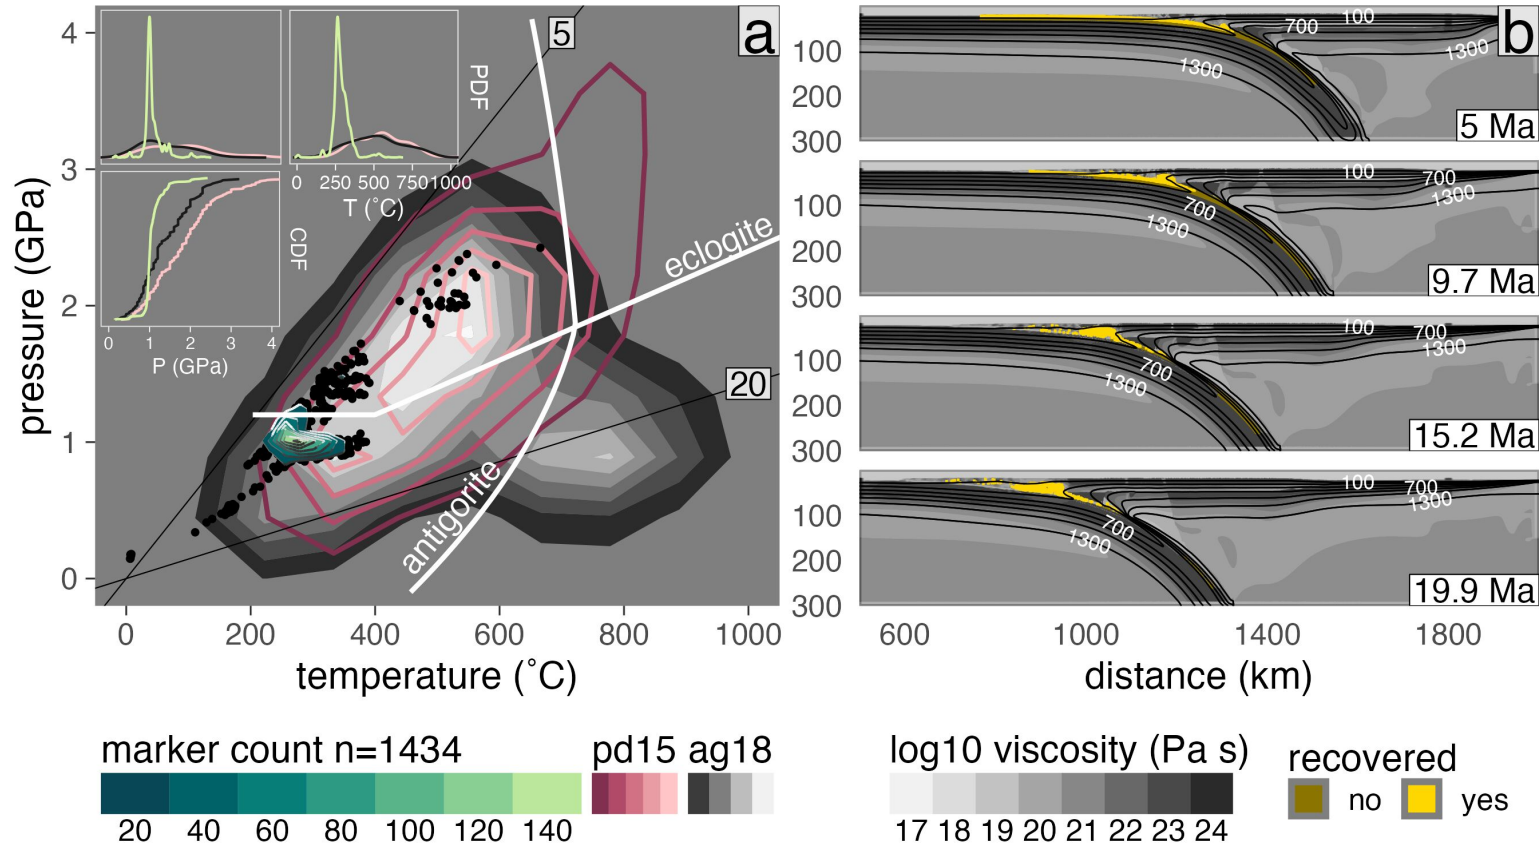 a
5
20
eclogite
antigorite
4
3
2
1
0
pressure (GPa)
0 200 400 600 800 1000
temperature (˚C)
PDF
0 250 500 750 1000
T (˚C)
CDF
0 1 2 3 4
P (GPa)
b
100
700
1300
1300
5 Ma
100
200
300
100
700
700
1300
1300
9.7 Ma
100
200
300
100
700
1300
700
1300
15.2 Ma
100
200
300
100
700
1300
700
1300
19.9 Ma
100
200
300
600 1000 1400 1800
distance (km)
marker count n=1434
20 40 60 80 100 120 140
pd15 ag18
log10 viscosity (Pa s)
17 18 19 20 21 22 23 24
recovered
no yes